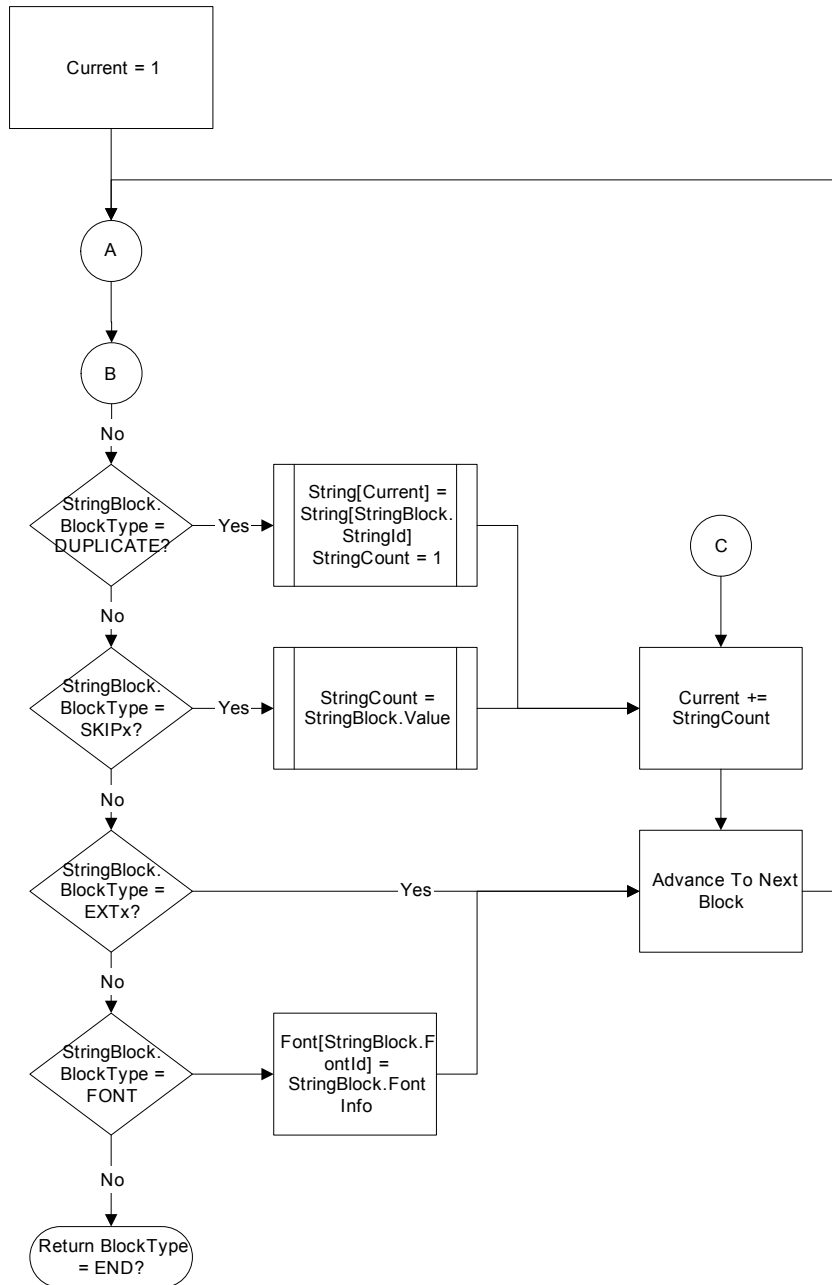 Current = 1
A
B
No
StringBlock.
BlockType =
DUPLICATE?
Yes
String[Current] =
String[StringBlock.
StringId]
StringCount = 1
C
No
StringBlock.
BlockType =
SKIPx?
Yes
StringCount =
StringBlock.Value
Current +=
StringCount
No
StringBlock.
BlockType =
EXTx?
Yes
Advance To Next
Block
No
StringBlock.
BlockType =
FONT
Font[StringBlock.F
ontId] =
StringBlock.Font
Info
No
Return BlockType
= END?